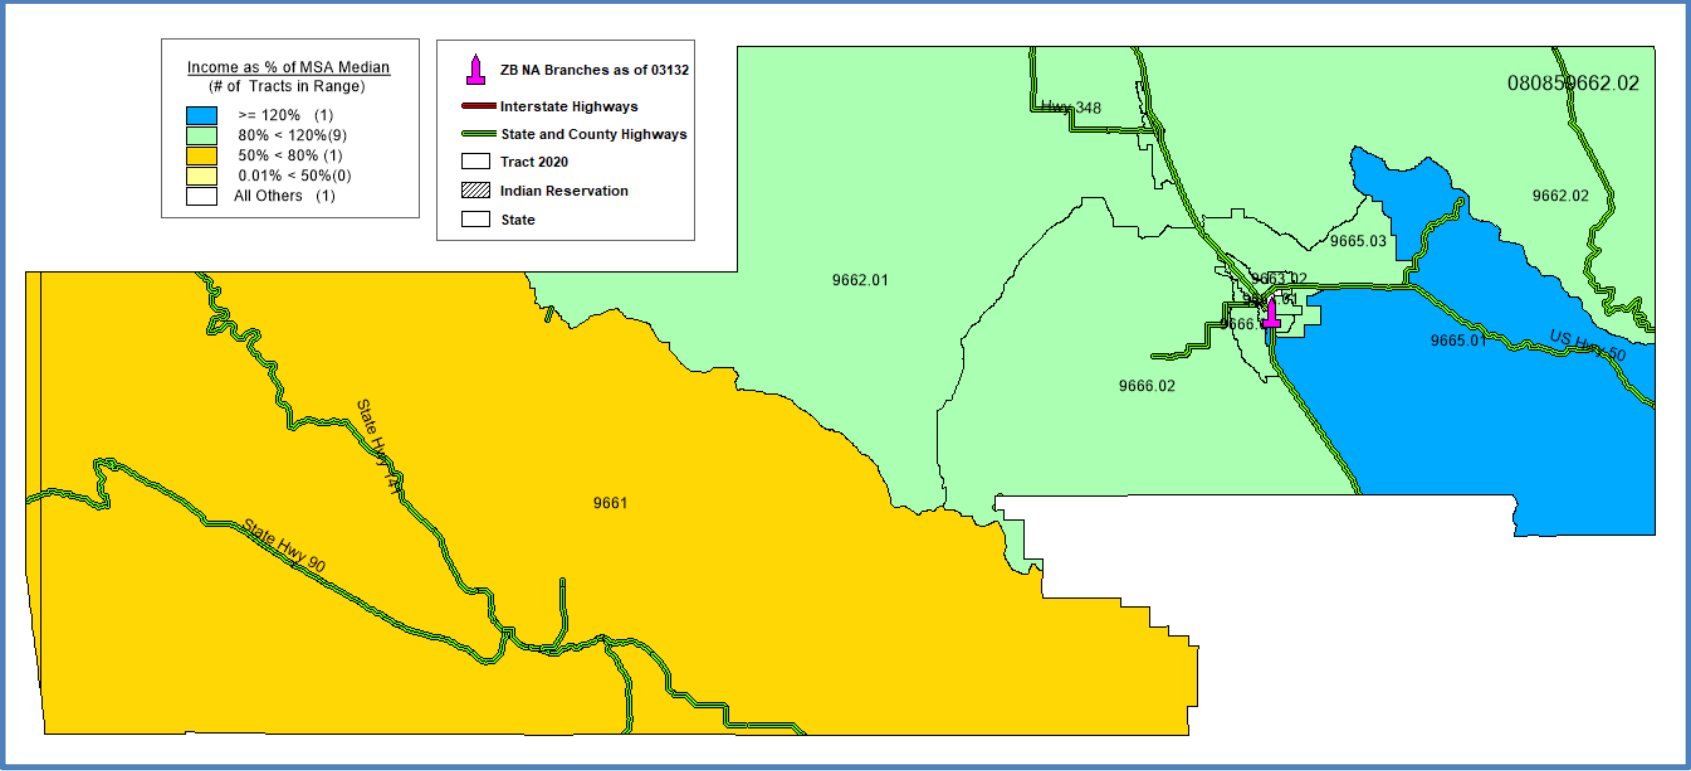 Income as % of MSA Median
(# of Tracts in Range)
>= 120% (1)
80% < 120%(9)
50% < 80% (1)
0.01% < 50%(0)
All Others (1)
ZB NA Branches as of 03132
Interstate Highways
State and County Highways
Tract 2020
Indian Reservation
State
080859662.02
Hwy 348
9662.02
9665.03
9662.01
9663.02
9665.01
US Hwy 50
9666.02
State Hwy 141
9661
State Hwy 90